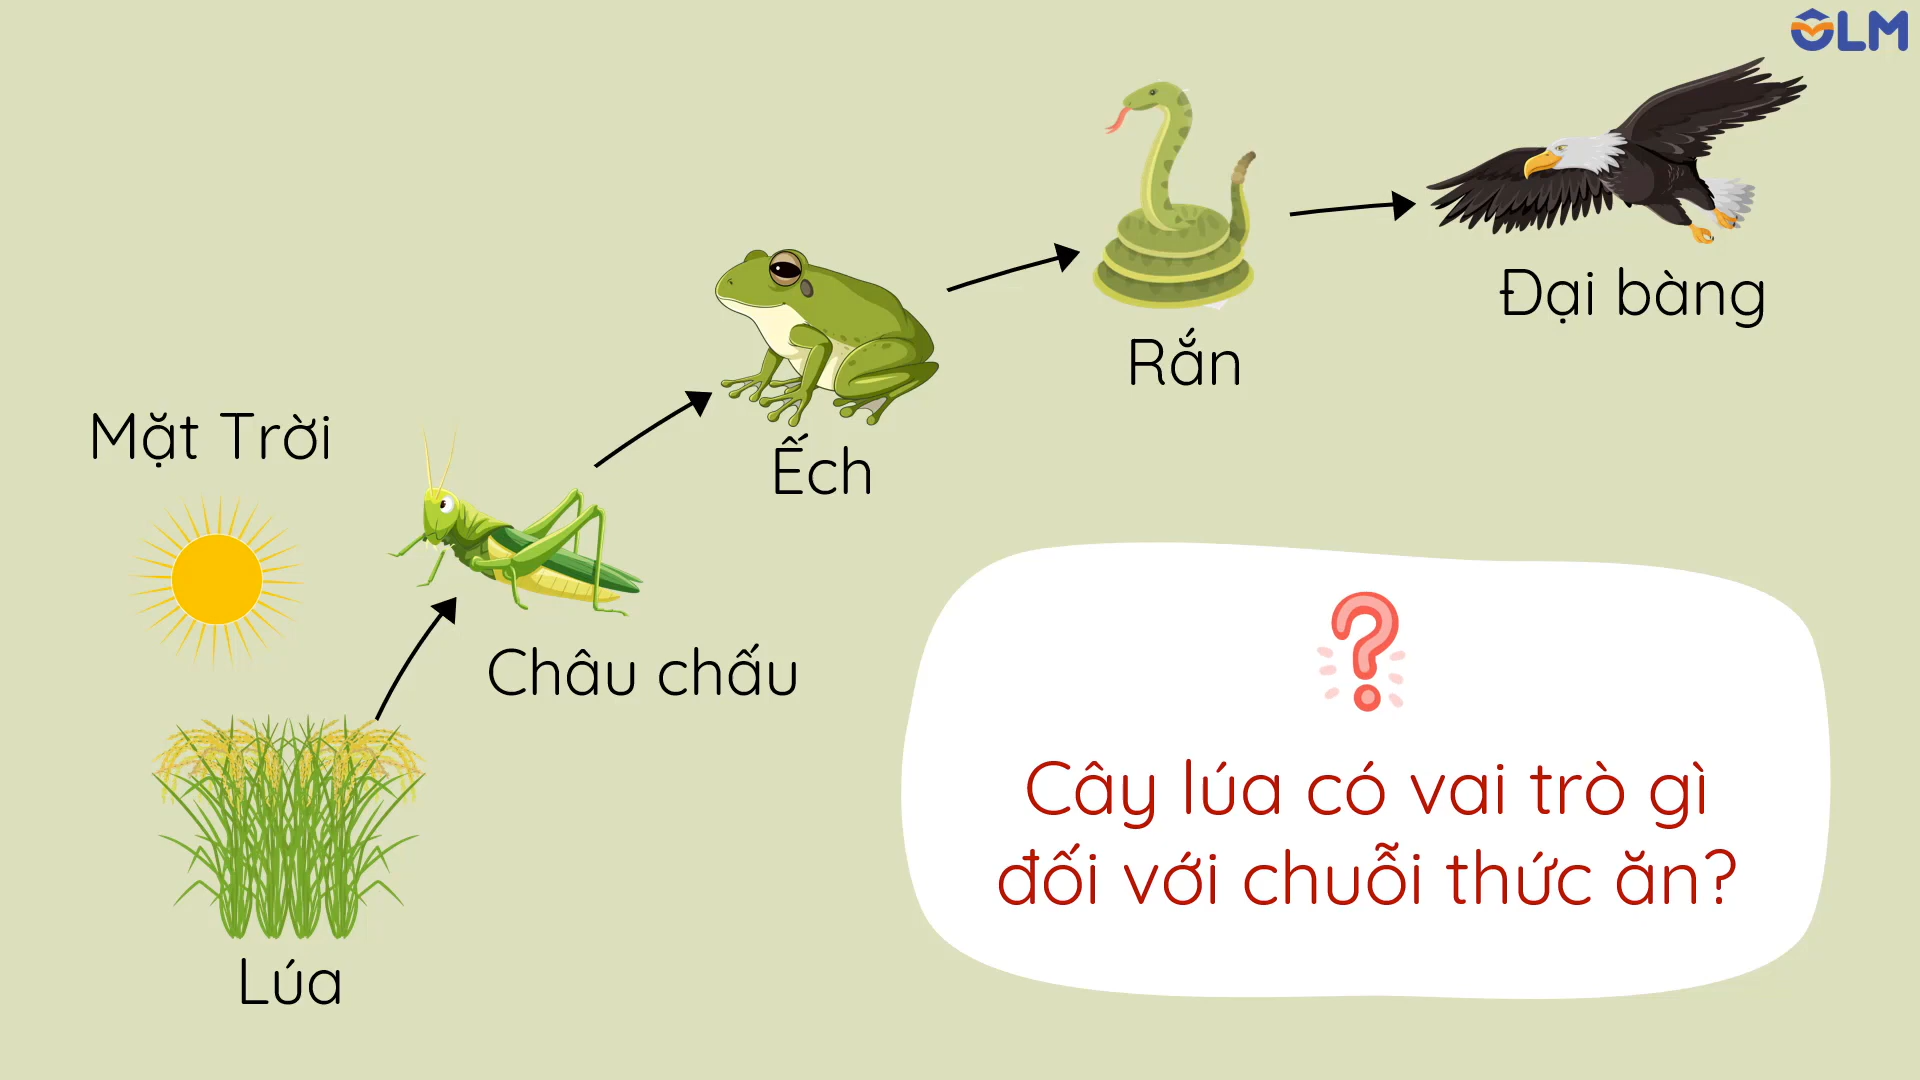 OLM
Đại bàng
Rắn
Mặt Trời
Ếch
Châu chấu
Lúa
Cây lúa có vai trò gì
đối với chuỗi thức ăn?